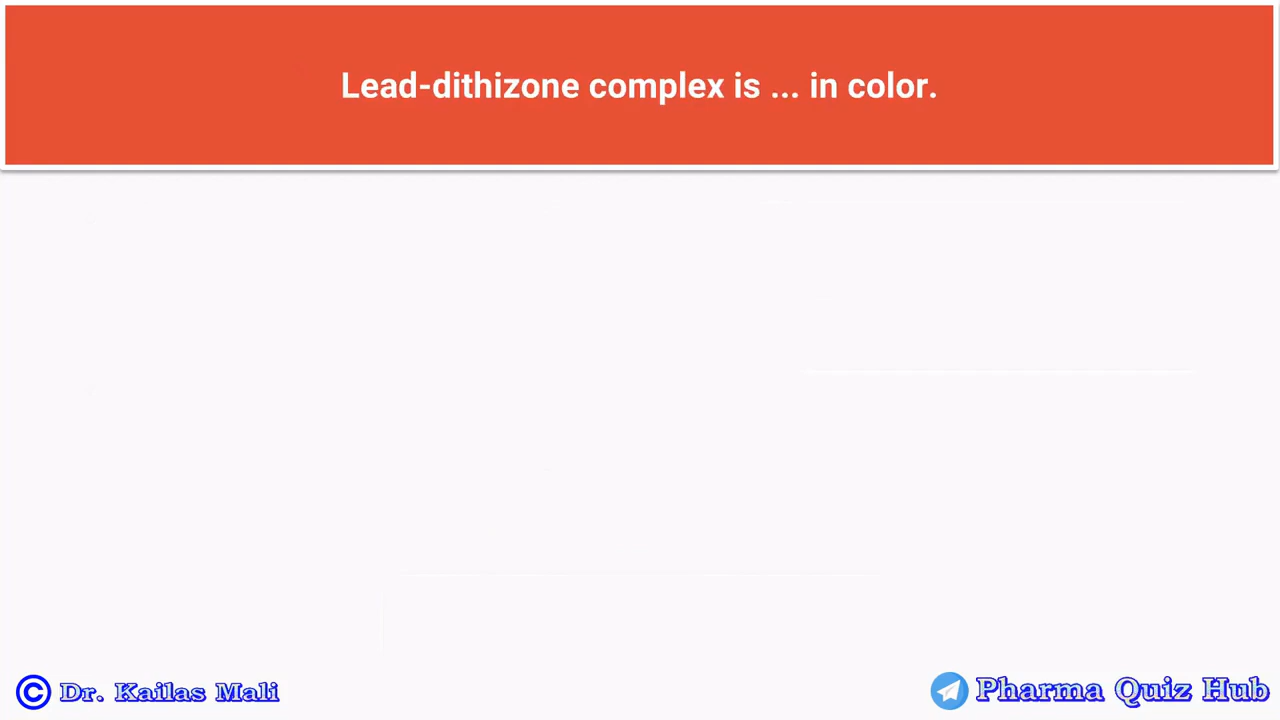 Lead-dithizone complex is ... in color.
© Dr. Kailas Mali
Pharma Quiz Hub